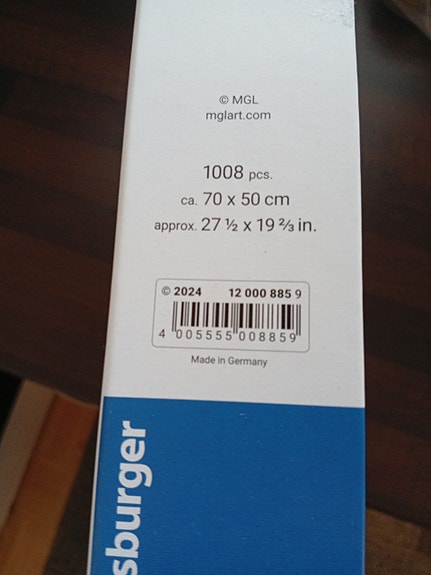 © MGL
mglart.com
1008 pcs.
ca. 70 x 50 cm
approx. 27 ½ x 19 ⅔ in.
© 2024 12 000 885 9
4 005555 008859
Made in Germany
sburger